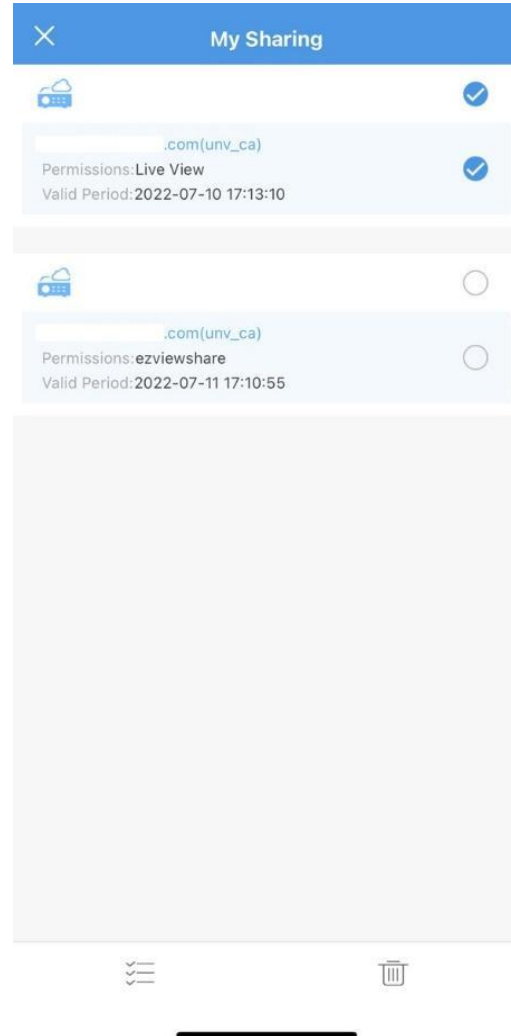 My Sharing
.com(unv_ca)
Permissions:Live View
Valid Period:2022-07-10 17:13:10
.com(unv_ca)
Permissions:ezviewshare
Valid Period:2022-07-11 17:10:55